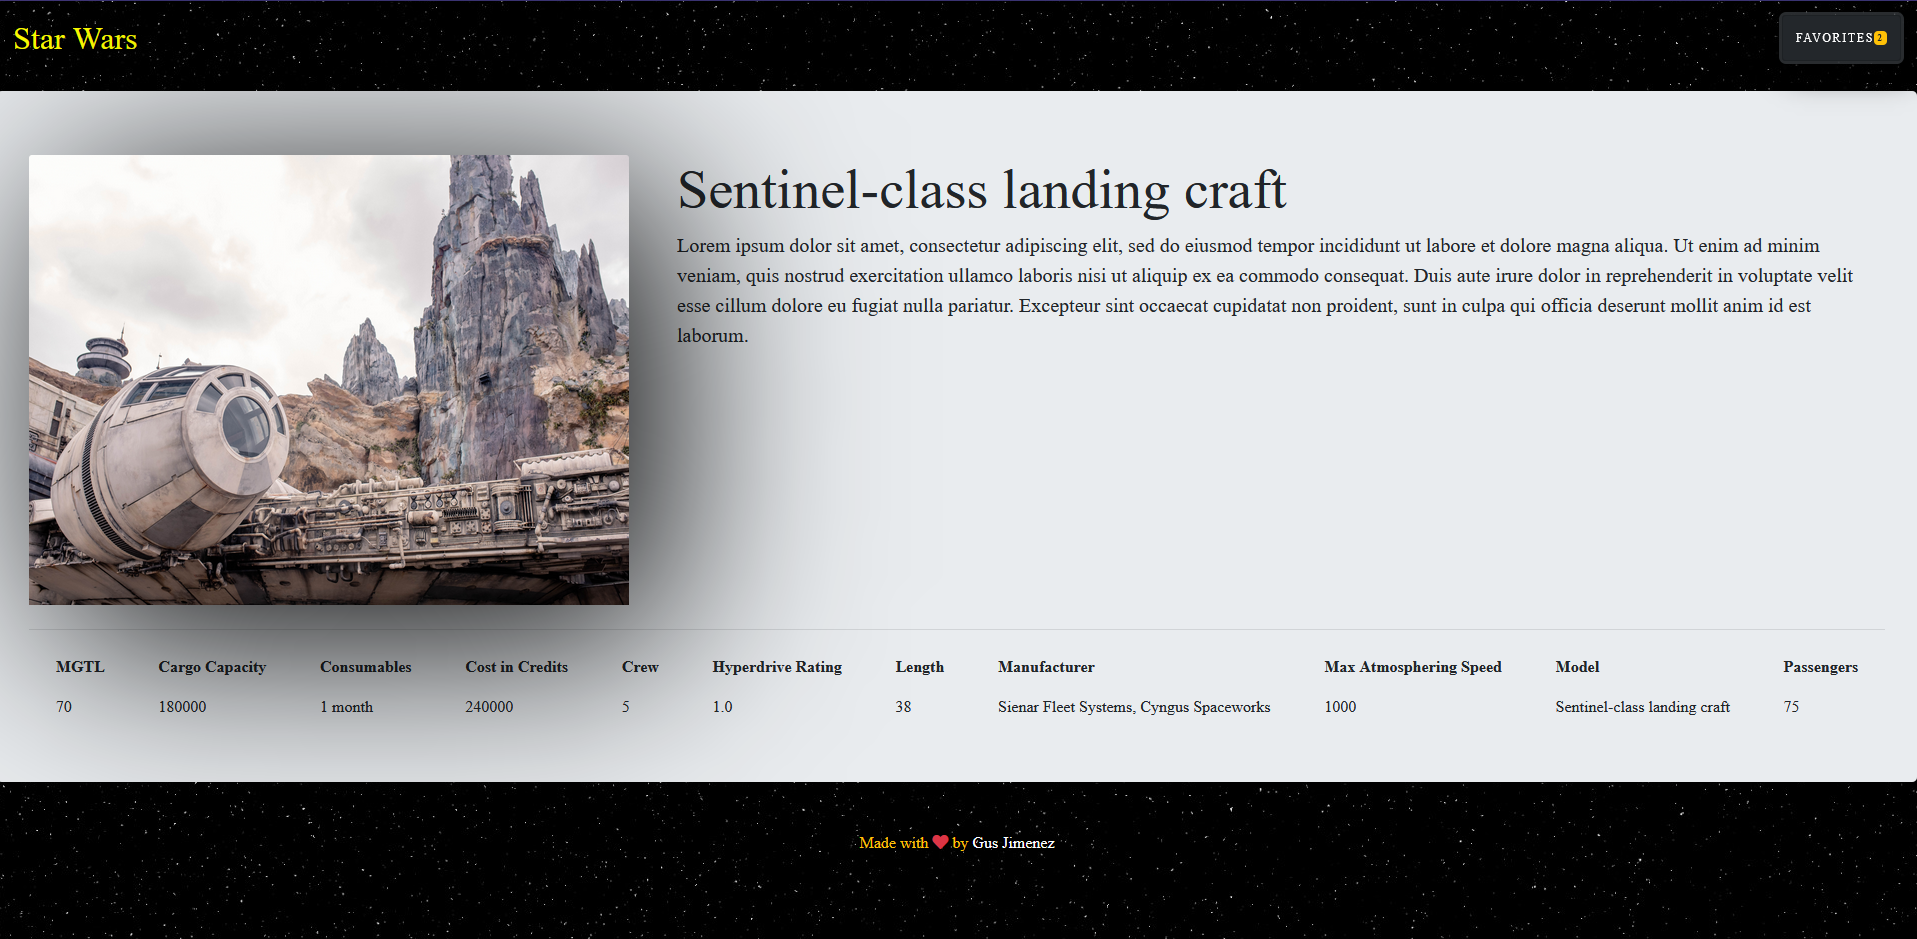 Star Wars
FAVORITES 2
Sentinel-class landing craft
Lorem ipsum dolor sit amet, consectetur adipiscing elit, sed do eiusmod tempor incididunt ut labore et dolore magna aliqua. Ut enim ad minim
veniam, quis nostrud exercitation ullamco laboris nisi ut aliquip ex ea commodo consequat. Duis aute irure dolor in reprehenderit in voluptate velit
esse cillum dolore eu fugiat nulla pariatur. Excepteur sint occaecat cupidatat non proident, sunt in culpa qui officia deserunt mollit anim id est
laborum.
MGTL Cargo Capacity Consumables Cost in Credits Crew Hyperdrive Rating Length Manufacturer Max Atmosphering Speed Model Passengers
70 180000 1 month 240000 5 1.0 38 Sienar Fleet Systems, Cyngus Spaceworks 1000 Sentinel-class landing craft 75
Made with ❤ by Gus Jimenez